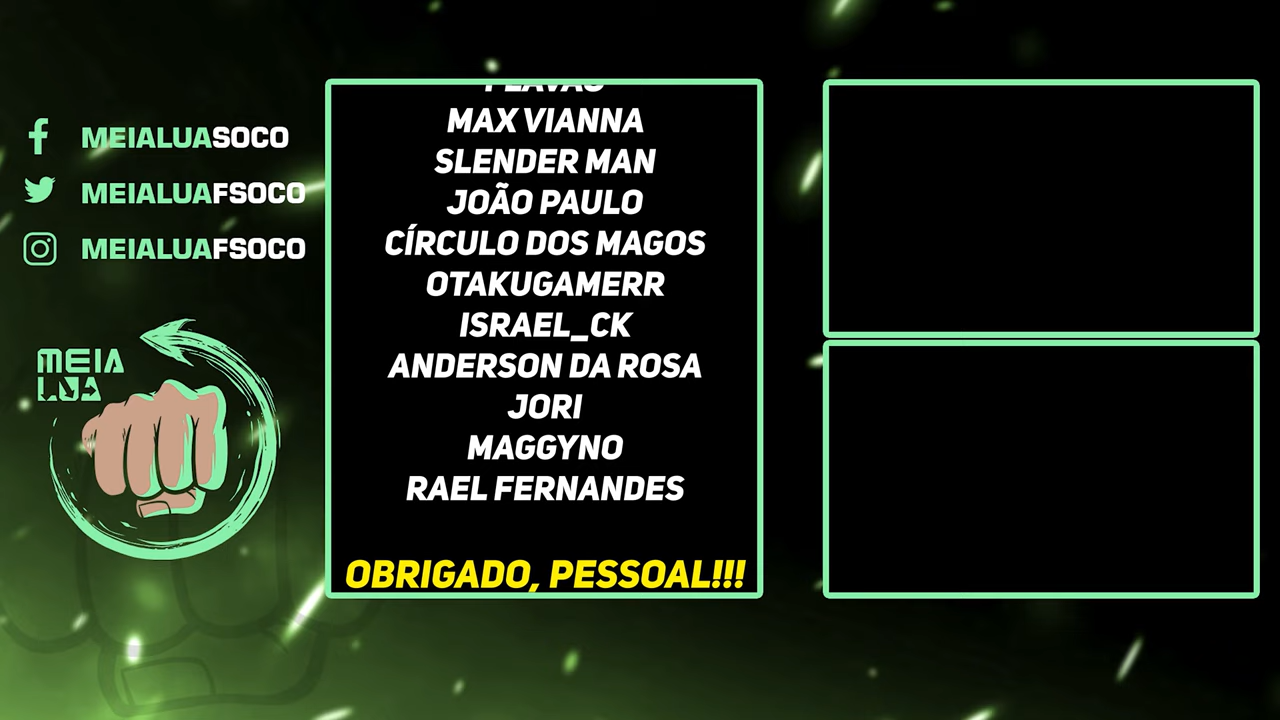 MEIALUASOCO
MEIALUAFSOCO
MEIALUAFSOCO
MEIA
LUA
MAX VIANNA
SLENDER MAN
JOÃO PAULO
CÍRCULO DOS MAGOS
OTAKUGAMERR
ISRAEL_CK
ANDERSON DA ROSA
JORI
MAGGYNO
RAEL FERNANDES
OBRIGADO, PESSOAL!!!